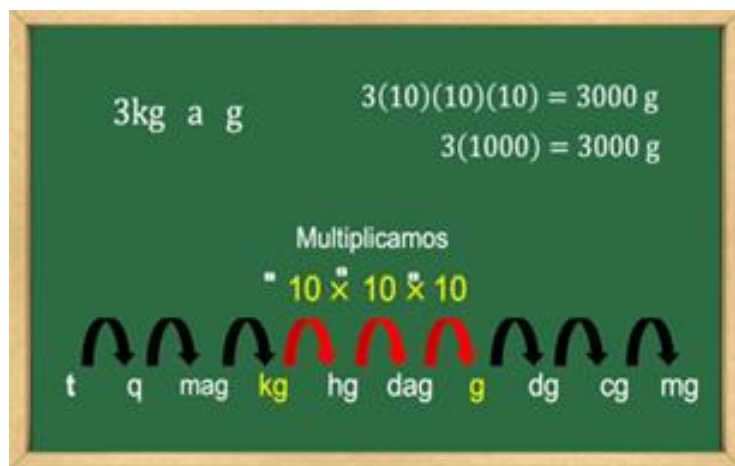 3kg a g
3(10)(10)(10) = 3000 g
3(1000) = 3000 g
Multiplicamos
10 × 10 × 10
t q mag kg hg dag g dg cg mg